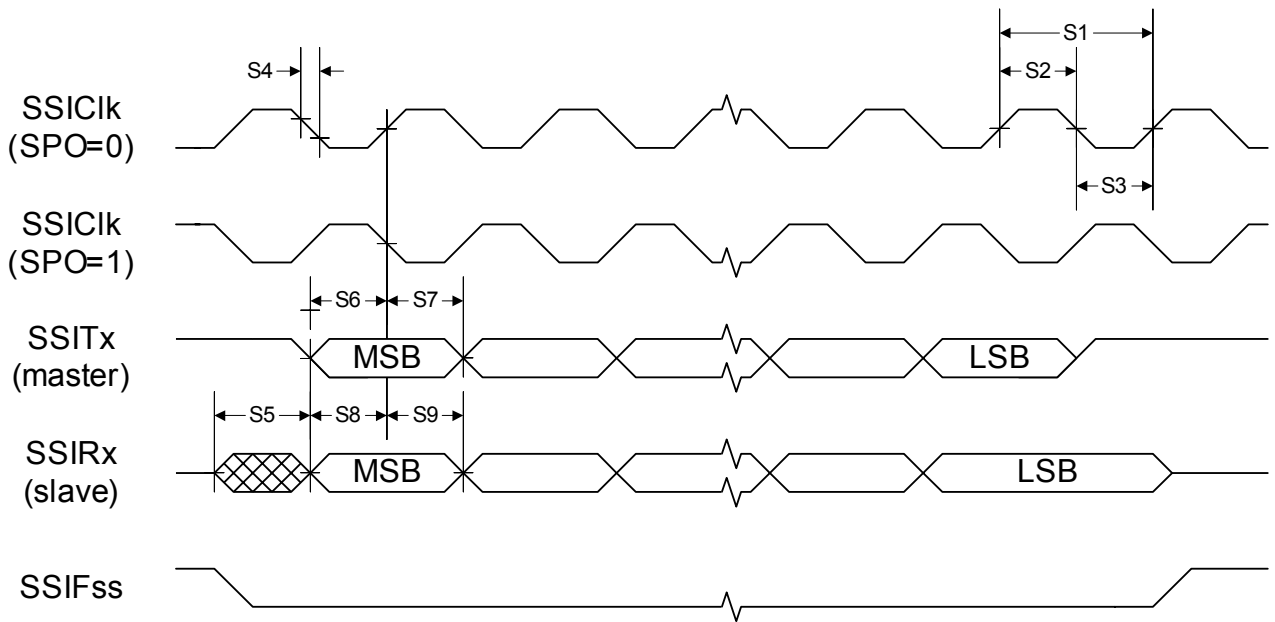 S1
S4
S2
SSIClk
(SPO=0)
S3
SSIClk
(SPO=1)
S6 S7
SSITx
(master)
MSB LSB
S5 S8 S9
SSIRx
(slave)
MSB LSB
SSIFss